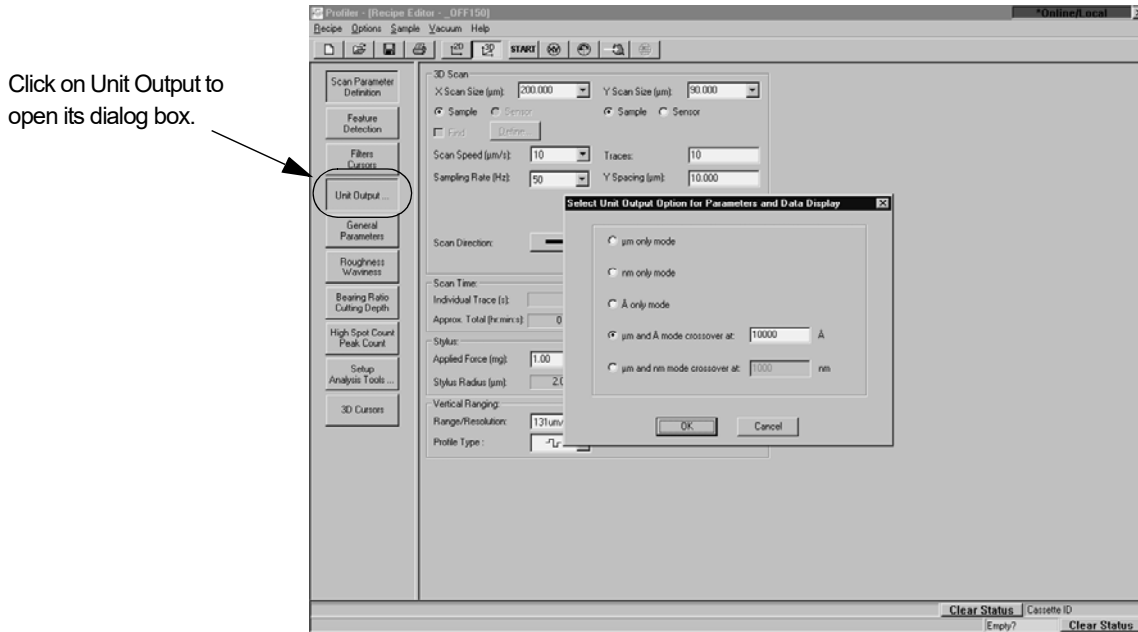 Click on Unit Output to
open its dialog box.
Profiler - [Recipe Editor - _OFF150]
*Online/Local
Recipe Options Sample Vacuum Help
2D 3D START
Scan Parameter
Definition
Feature
Detection
Filters
Cursors
Unit Output ...
General
Parameters
Roughness
Waviness
Bearing Ratio
Cutting Depth
High Spot Count
Peak Count
Setup
Analysis Tools ...
3D Cursors
3D Scan
X Scan Size (µm): 200.000 Y Scan Size (µm): 90.000
Sample Sensor Sample Sensor
Find Define...
Scan Speed (µm/s): 10 Traces: 10
Sampling Rate (Hz): 50 Y Spacing (µm): 10.000
Scan Direction:
Scan Time:
Individual Trace (s):
Approx. Total (hr:min:s): 0
Stylus:
Applied Force (mg): 1.00
Stylus Radius (µm): 2.0
Vertical Ranging:
Range/Resolution: 131um/
Profile Type :
Select Unit Output Option for Parameters and Data Display
µm only mode
nm only mode
Å only mode
µm and Å mode crossover at: 10000 Å
µm and nm mode crossover at: 1000 nm
OK Cancel
Clear Status Cassette ID
Empty? Clear Status